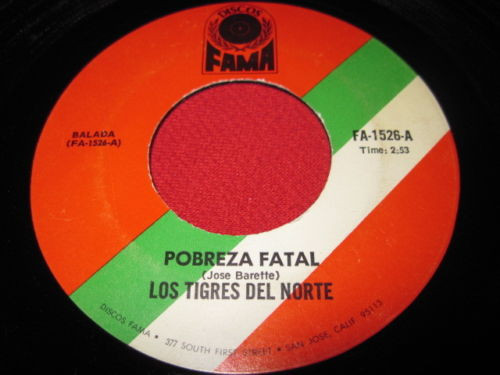 DISCOS
FAMA
BALADA
(FA-1526-A)
FA-1526-A
Time: 2:53
POBREZA FATAL
(Jose Barette)
LOS TIGRES DEL NORTE
DISCOS FAMA • 377 SOUTH FIRST STREET • SAN JOSE, CALIF 95113